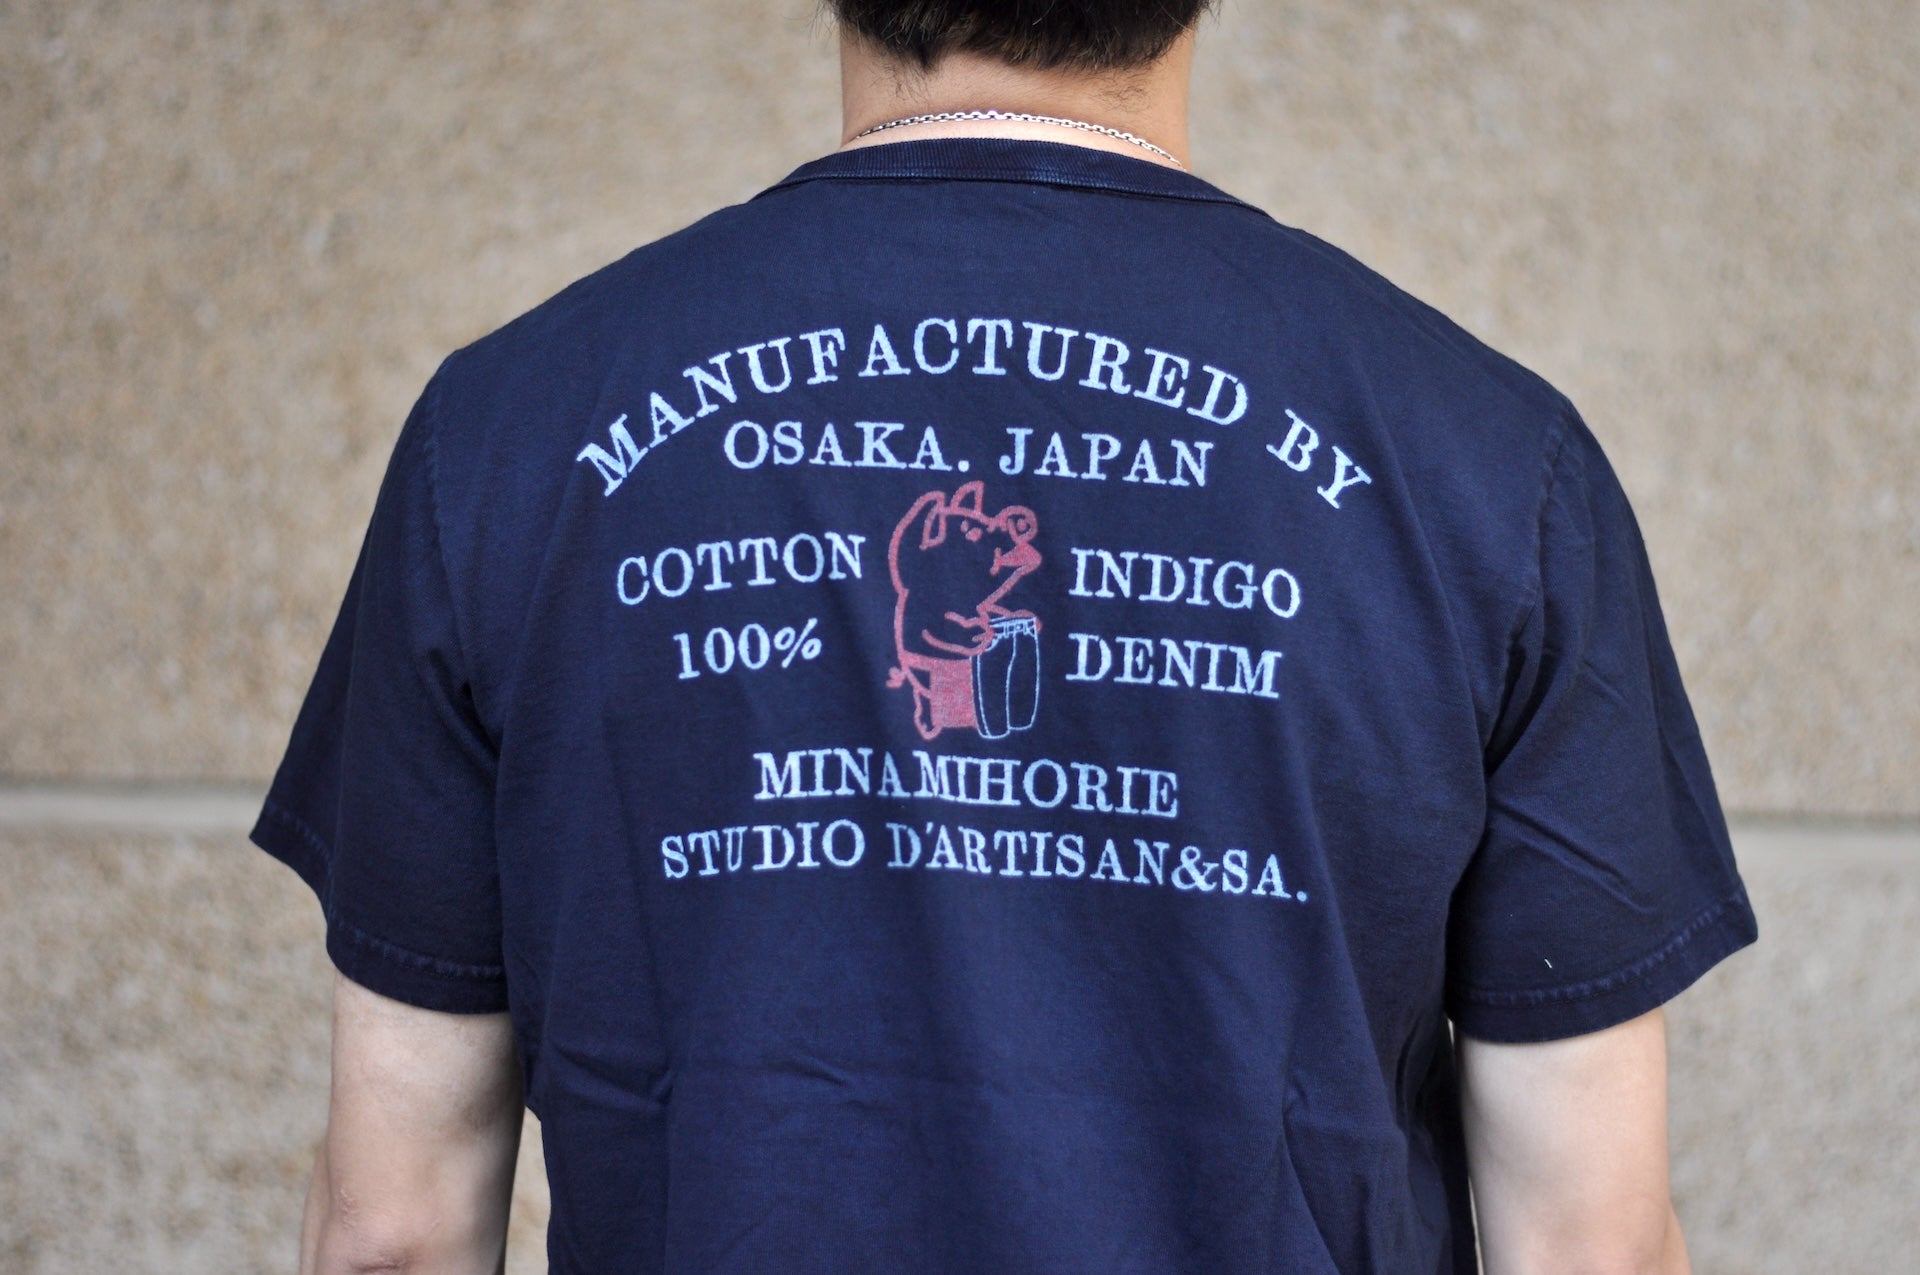 MANUFACTURED BY
OSAKA. JAPAN
COTTON
100%
INDIGO
DENIM
MINAMIHORIE
STUDIO D'ARTISAN&SA.